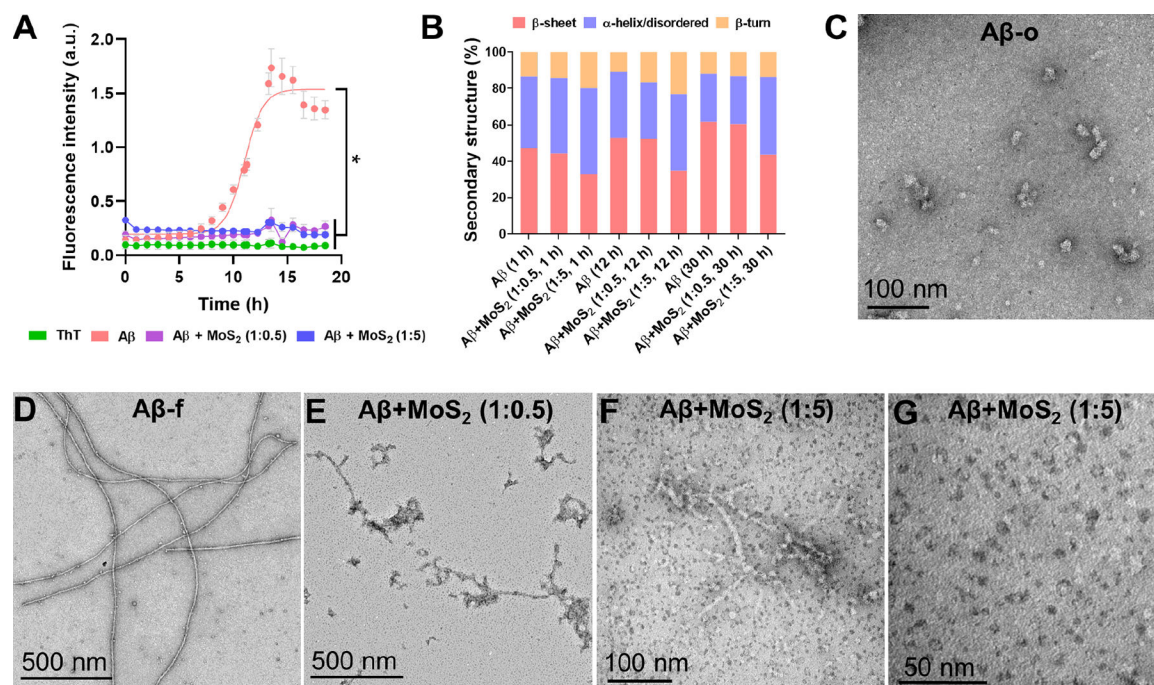 A
Fluorescence intensity (a.u.)
2.0
1.5
1.0
0.5
0.0
*
0
5
10
15
20
Time (h)
ThT
Aβ
Aβ + MoS₂ (1:0.5)
Aβ + MoS₂ (1:5)
B
β-sheet
α-helix/disordered
β-turn
Secondary structure (%)
100
80
60
40
20
0
Aβ (1 h)
Aβ+MoS₂ (1:0.5, 1 h)
Aβ+MoS₂ (1:5, 1 h)
Aβ (12 h)
Aβ+MoS₂ (1:0.5, 12 h)
Aβ+MoS₂ (1:5, 12 h)
Aβ (30 h)
Aβ+MoS₂ (1:0.5, 30 h)
Aβ+MoS₂ (1:5, 30 h)
C
Aβ-o
100 nm
D
Aβ-f
500 nm
E
Aβ+MoS₂ (1:0.5)
500 nm
F
Aβ+MoS₂ (1:5)
100 nm
G
Aβ+MoS₂ (1:5)
50 nm